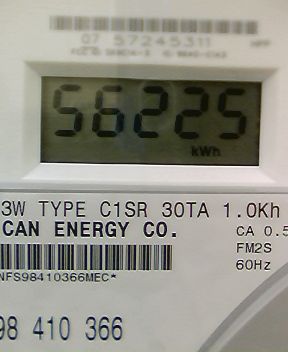 07 57245311
56225
kWh
3W TYPE C1SR 30TA 1.0Kh
CAN ENERGY CO.
CA 0.5
FM2S
60Hz
NFS98410366MEC*
98 410 366